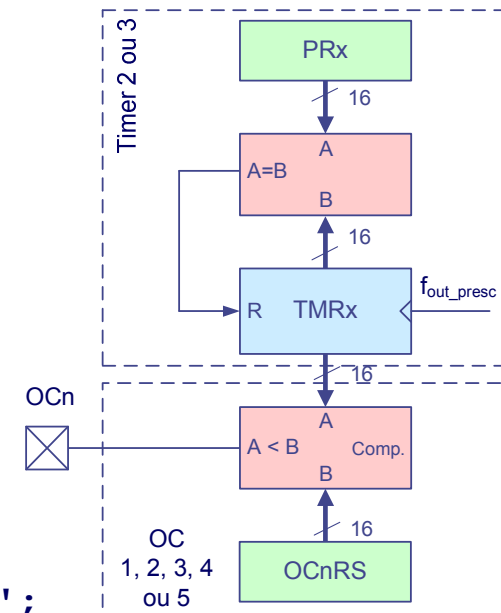 Timer 2 ou 3
PRx
16
A
A=B
B
16
f_out_presc
R
TMRx
16
OCn
A
A < B
Comp.
B
16
OC
1, 2, 3, 4
ou 5
OCnRS
';